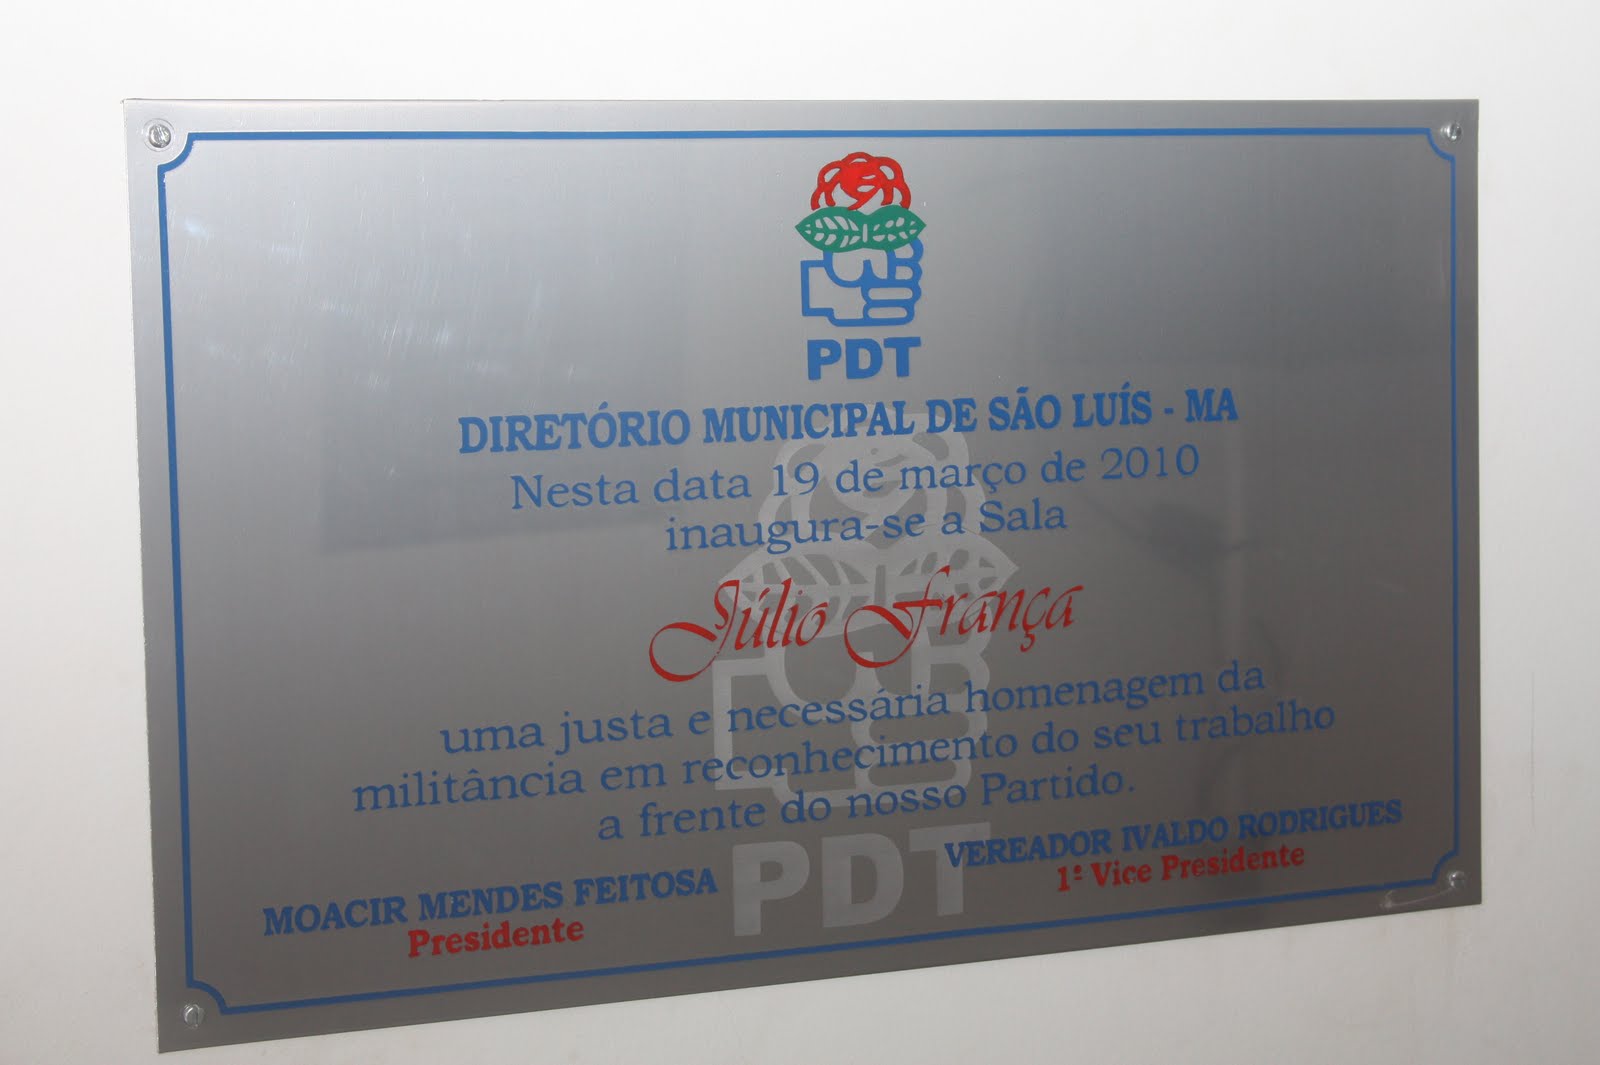 PDT
DIRETÓRIO MUNICIPAL DE SÃO LUÍS - MA
Nesta data 19 de março de 2010
inaugura-se a Sala
Júlio França
uma justa e necessária homenagem da
militância em reconhecimento do seu trabalho
a frente do nosso Partido.
MOACIR MENDES FEITOSA
Presidente
VEREADOR IVALDO RODRIGUES
1º Vice Presidente
PDT